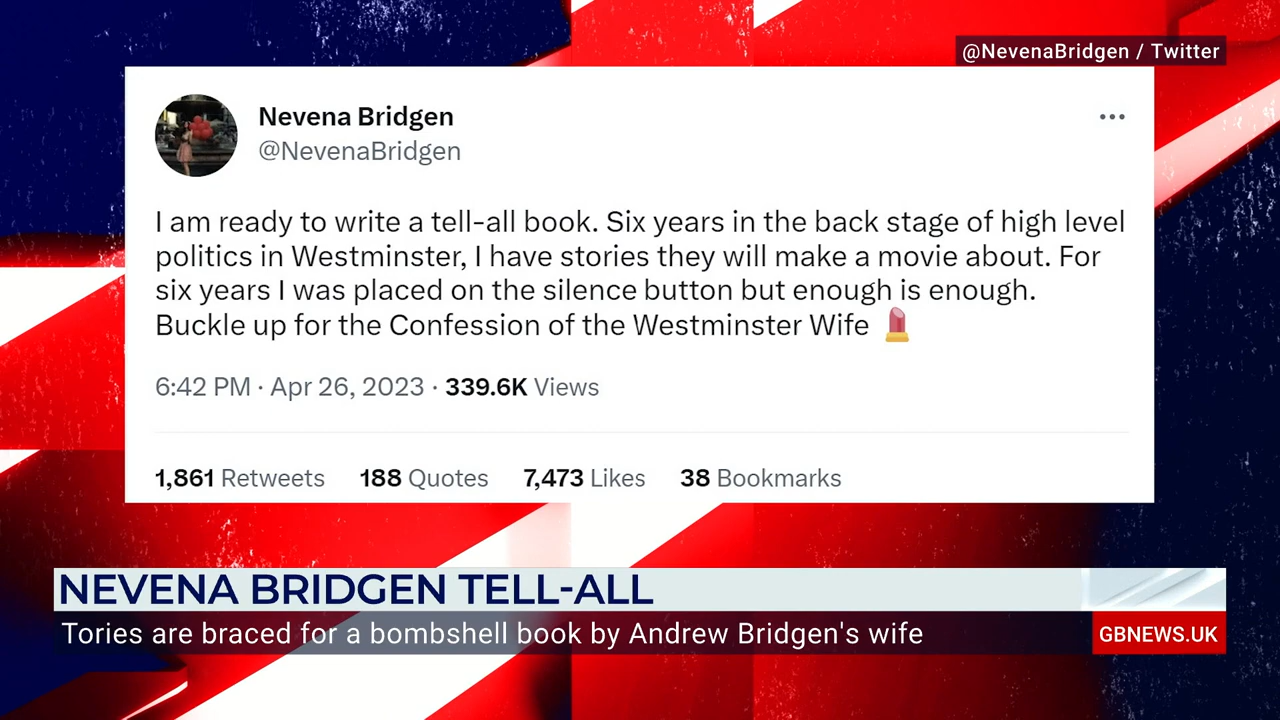 @NevenaBridgen / Twitter
Nevena Bridgen
@NevenaBridgen
I am ready to write a tell-all book. Six years in the back stage of high level
politics in Westminster, I have stories they will make a movie about. For
six years I was placed on the silence button but enough is enough.
Buckle up for the Confession of the Westminster Wife 💄
6:42 PM · Apr 26, 2023 · 339.6K Views
1,861 Retweets 188 Quotes 7,473 Likes 38 Bookmarks
NEVENA BRIDGEN TELL-ALL
Tories are braced for a bombshell book by Andrew Bridgen's wife
GBNEWS.UK